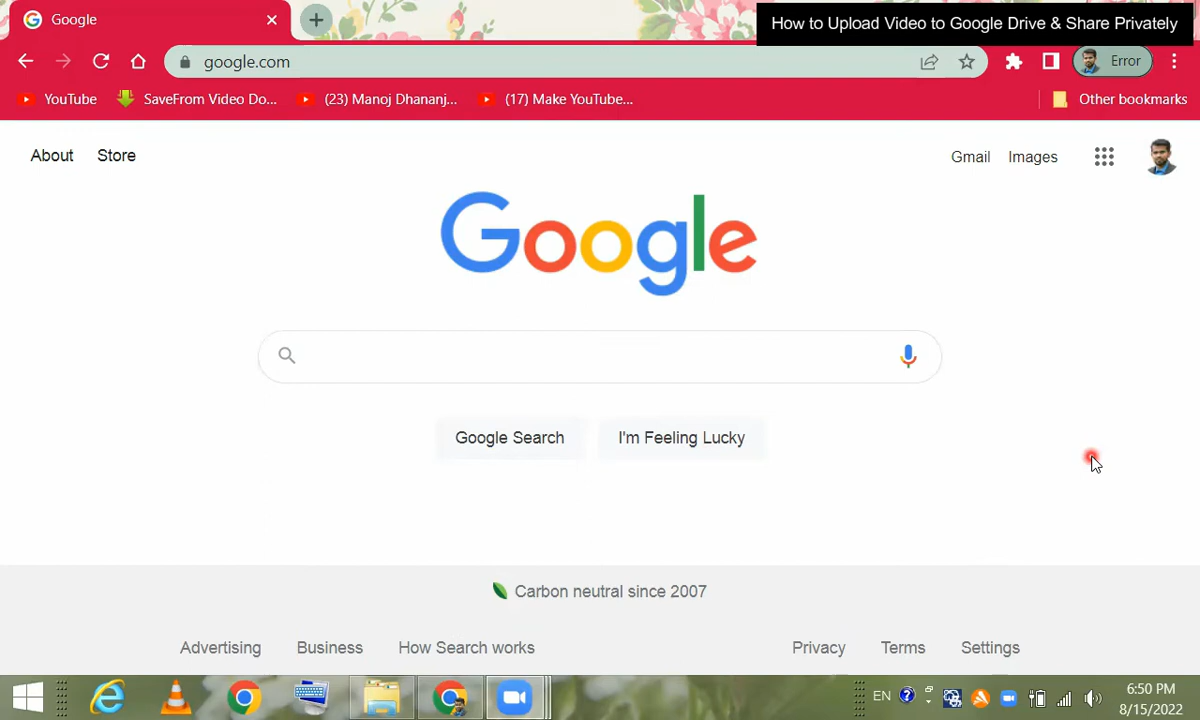 Google
How to Upload Video to Google Drive & Share Privately
google.com
Error
YouTube
SaveFrom Video Do...
(23) Manoj Dhananj...
(17) Make YouTube...
Other bookmarks
About
Store
Gmail
Images
Google
Google Search
I'm Feeling Lucky
Carbon neutral since 2007
Advertising
Business
How Search works
Privacy
Terms
Settings
EN
6:50 PM
8/15/2022